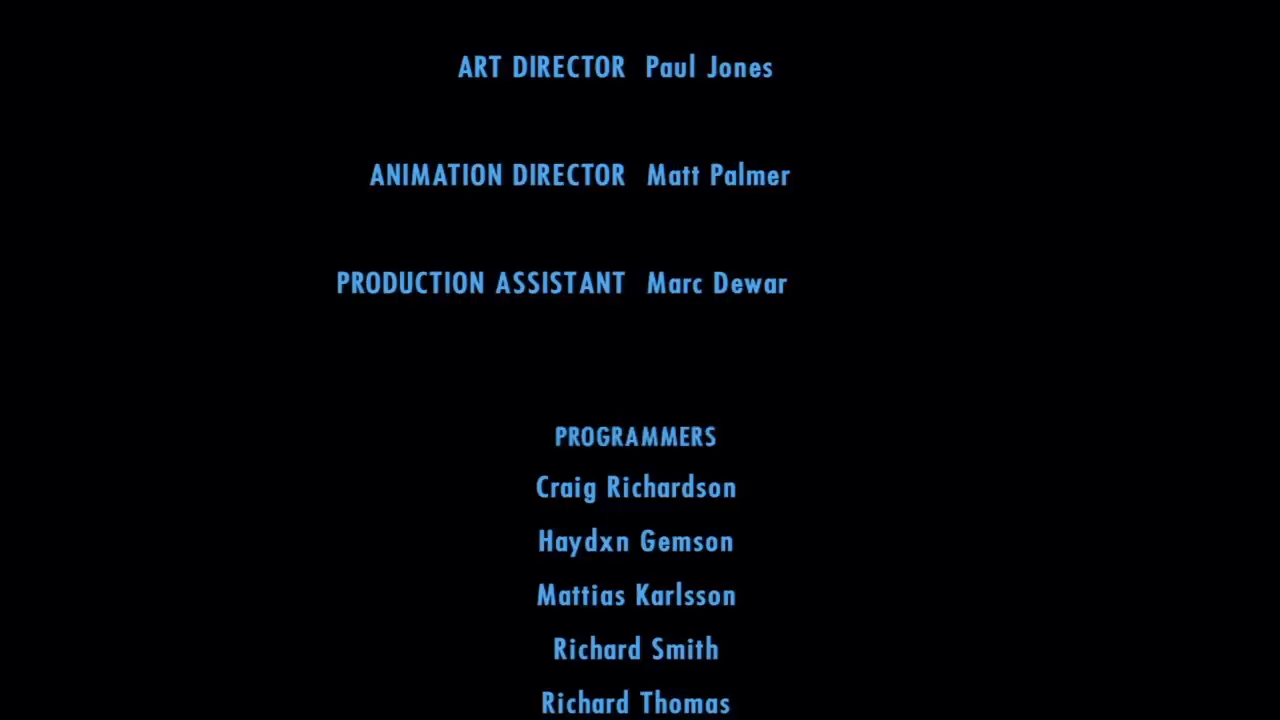 ART DIRECTOR Paul Jones
ANIMATION DIRECTOR Matt Palmer
PRODUCTION ASSISTANT Marc Dewar
PROGRAMMERS
Craig Richardson
Haydxn Gemson
Mattias Karlsson
Richard Smith
Richard Thomas